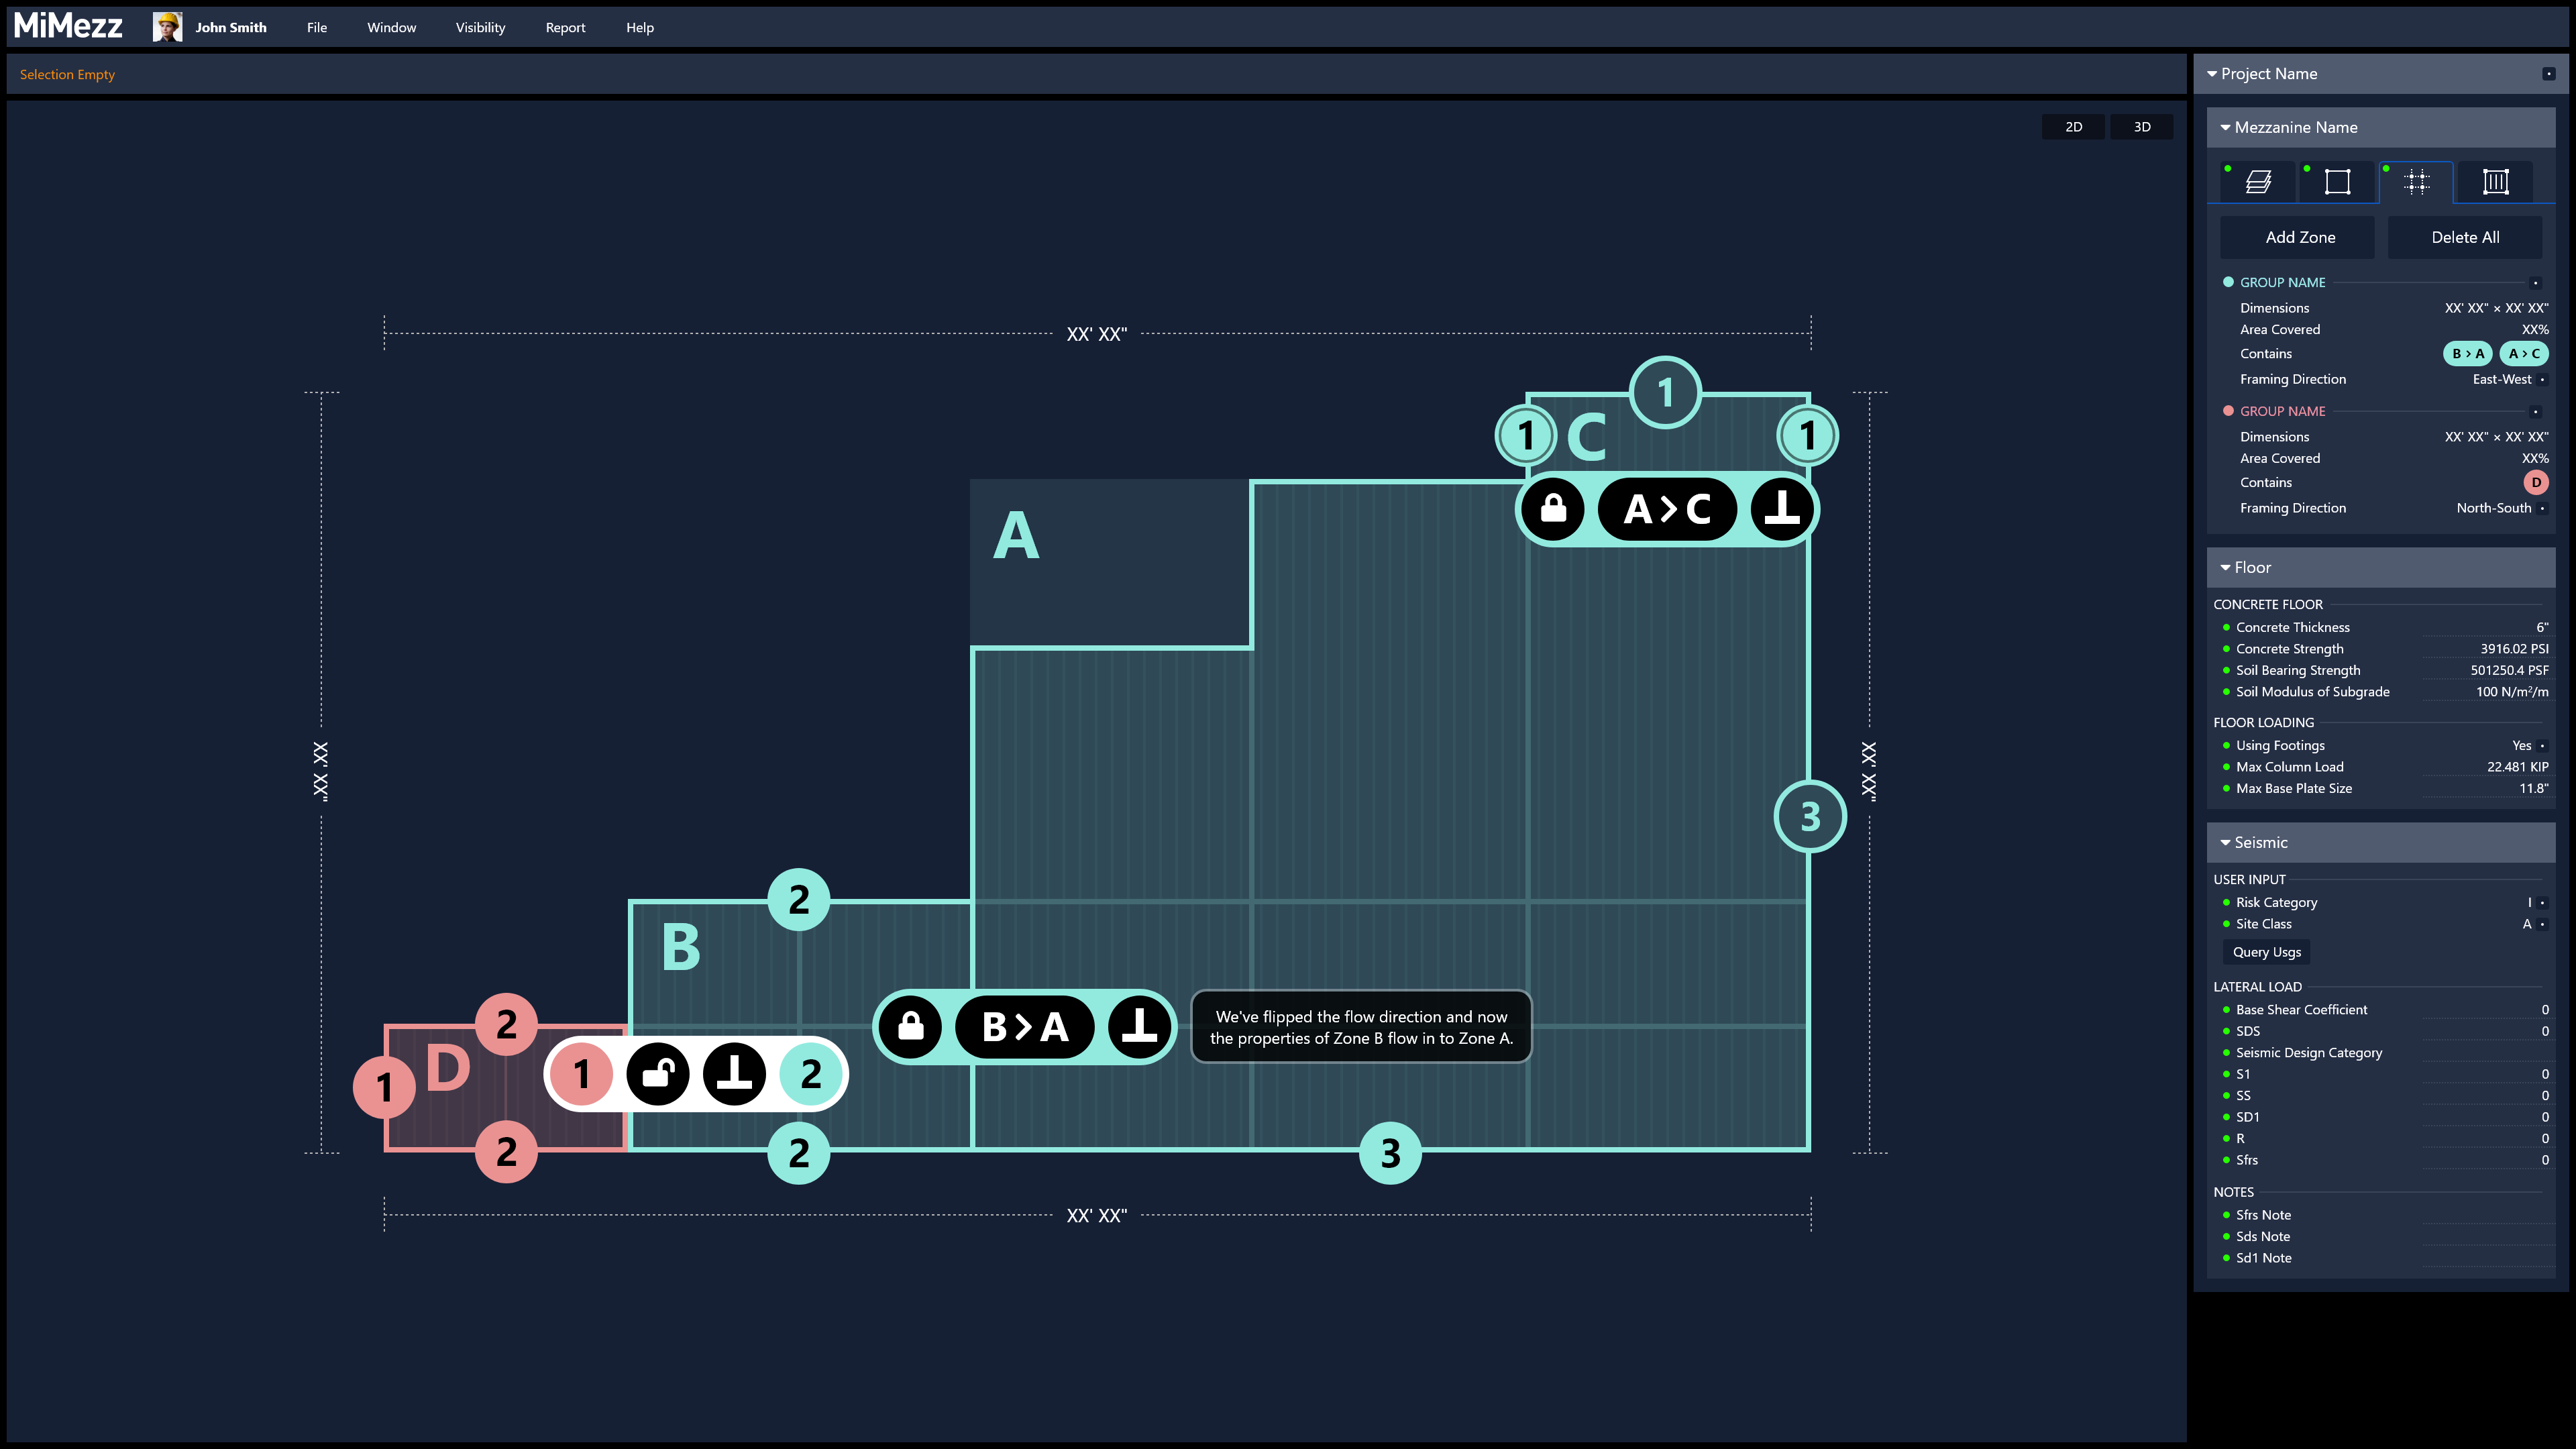 MiMezz John Smith File Window Visibility Report Help
Selection Empty
2D 3D
XX' XX"
XX' XX"
XX' XX"
1
1
C
1
A > C
A
3
2
B
B > A
We've flipped the flow direction and now
the properties of Zone B flow in to Zone A.
2
D
1
1
2
2
2
3
XX' XX"
Project Name
Mezzanine Name
Add Zone Delete All
GROUP NAME
Dimensions XX' XX" × XX' XX"
Area Covered XX%
Contains B > A A > C
Framing Direction East-West
GROUP NAME
Dimensions XX' XX" × XX' XX"
Area Covered XX%
Contains D
Framing Direction North-South
Floor
CONCRETE FLOOR
Concrete Thickness 6"
Concrete Strength 3916.02 PSI
Soil Bearing Strength 501250.4 PSF
Soil Modulus of Subgrade 100 N/m²/m
FLOOR LOADING
Using Footings Yes
Max Column Load 22.481 KIP
Max Base Plate Size 11.8"
Seismic
USER INPUT
Risk Category I
Site Class A
Query Usgs
LATERAL LOAD
Base Shear Coefficient 0
SDS 0
Seismic Design Category
S1 0
SS 0
SD1 0
R 0
Sfrs 0
NOTES
Sfrs Note
Sds Note
Sd1 Note